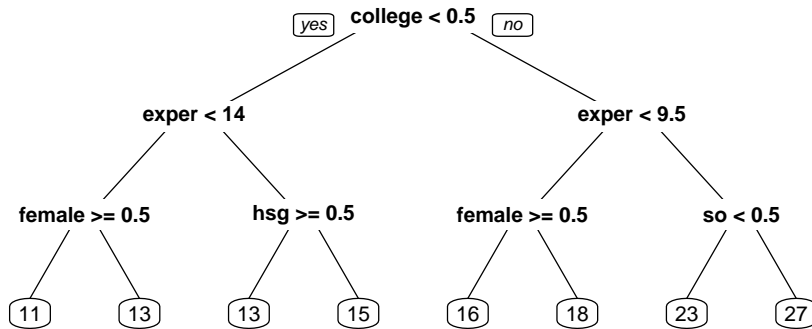 yes college < 0.5 no
exper < 14 exper < 9.5
female >= 0.5 hsg >= 0.5 female >= 0.5 so < 0.5
11 13 13 15 16 18 23 27